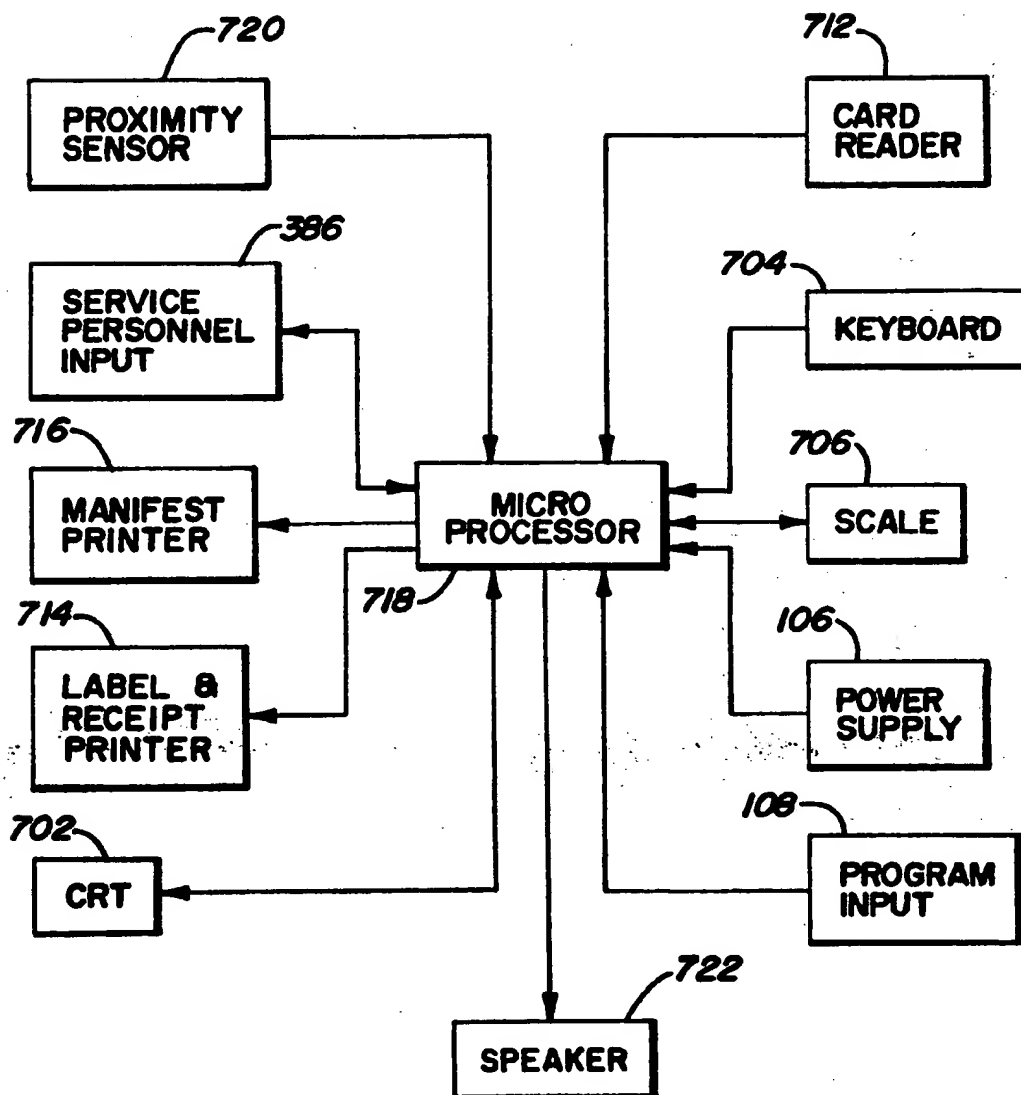 720
PROXIMITY
SENSOR
712
CARD
READER
386
SERVICE
PERSONNEL
INPUT
704
KEYBOARD
716
MANIFEST
PRINTER
MICRO
PROCESSOR
718
706
SCALE
714
LABEL &
RECEIPT
PRINTER
106
POWER
SUPPLY
702
CRT
108
PROGRAM
INPUT
722
SPEAKER